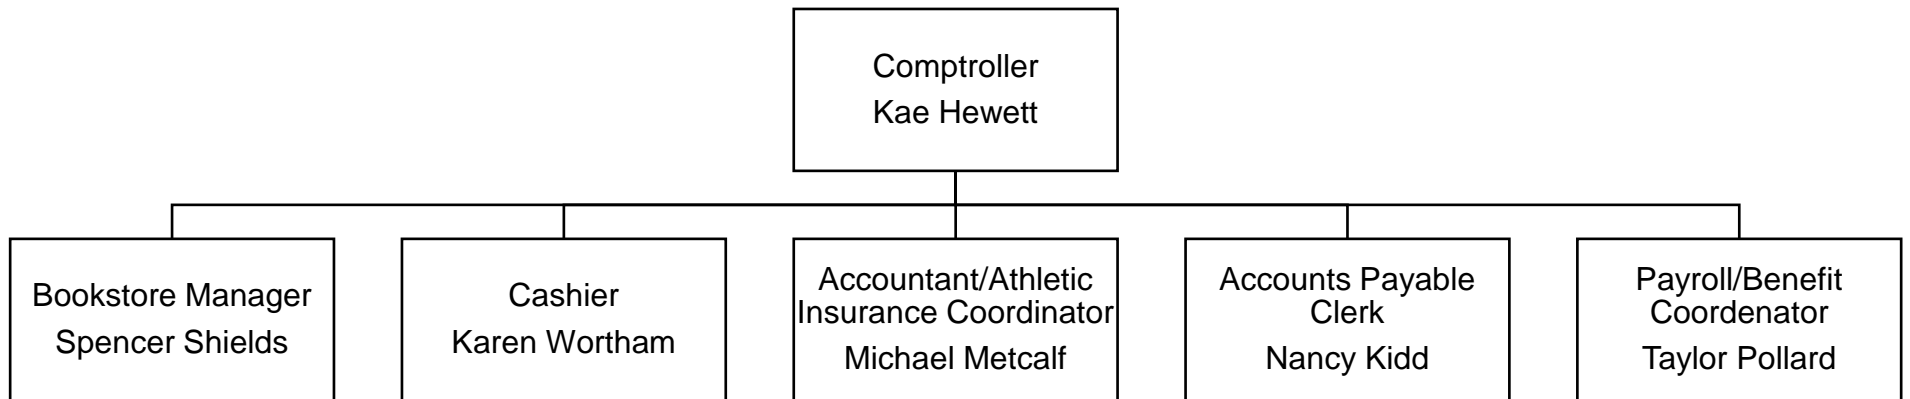 Comptroller
Kae Hewett
Bookstore Manager
Spencer Shields
Cashier
Karen Wortham
Accountant/Athletic
Insurance Coordinator
Michael Metcalf
Accounts Payable
Clerk
Nancy Kidd
Payroll/Benefit
Coordenator
Taylor Pollard